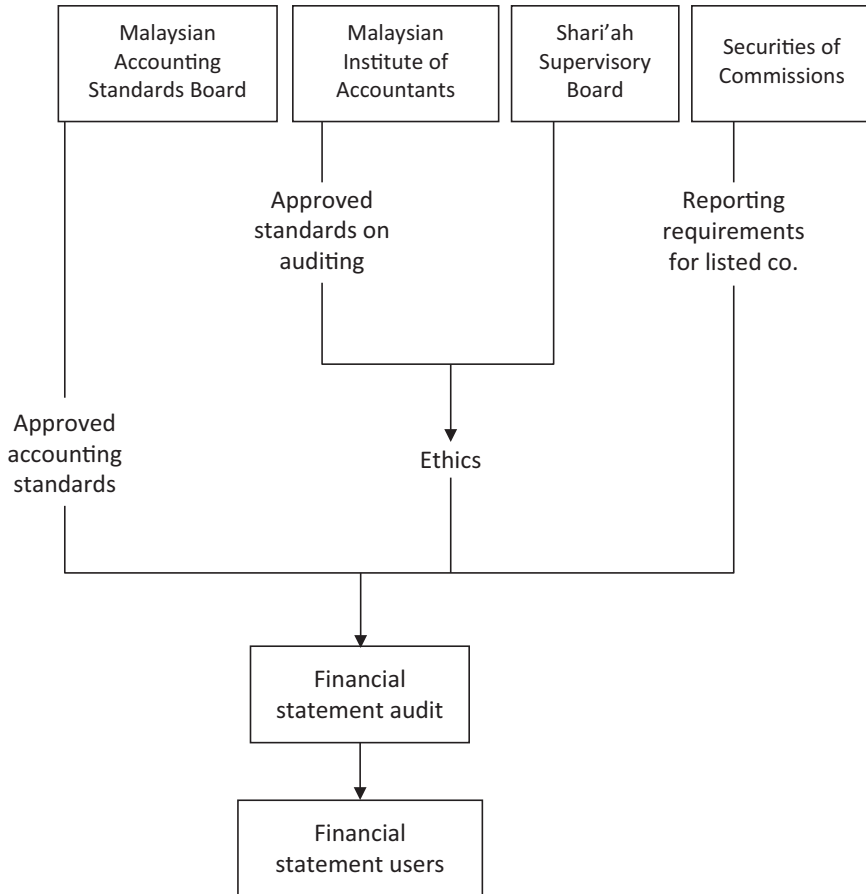 Malaysian
Accounting
Standards Board
Malaysian
Institute of
Accountants
Shari’ah
Supervisory
Board
Securities of
Commissions
Approved
standards on
auditing
Reporting
requirements
for listed co.
Approved
accounting
standards
Ethics
Financial
statement audit
Financial
statement users